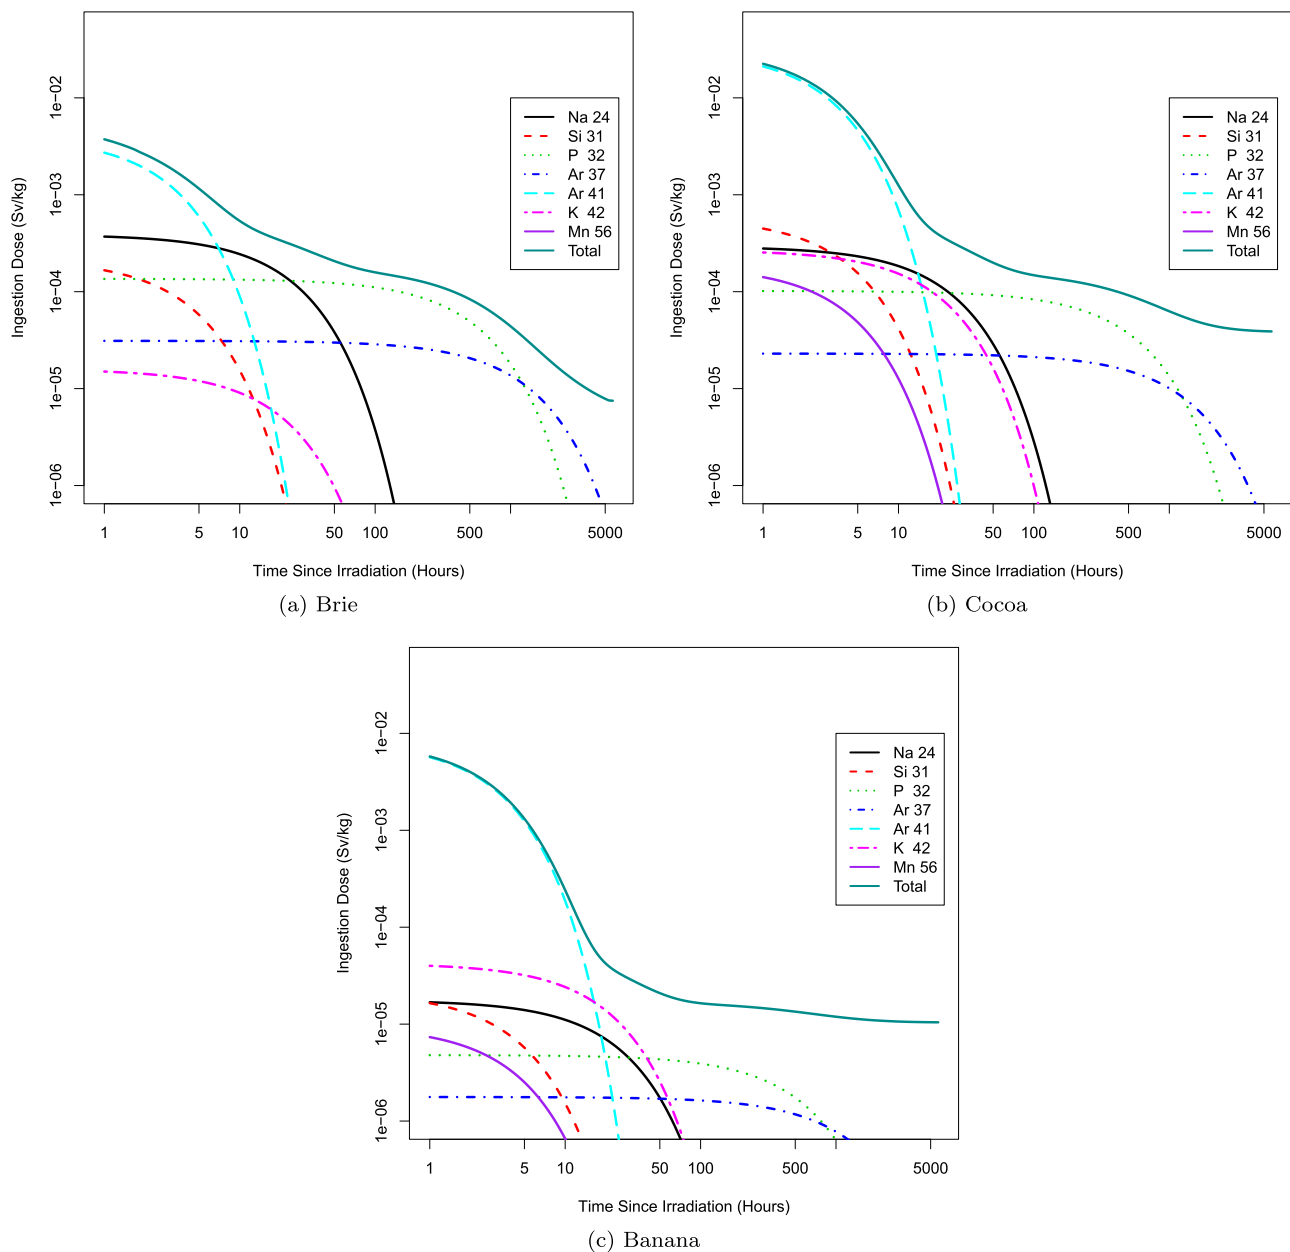 Ingestion Dose (Sv/kg)
1e−02
1e−03
1e−04
1e−05
1e−06
Na 24
Si 31
P 32
Ar 37
Ar 41
K 42
Mn 56
Total
1 5 10 50 100 500 5000
Time Since Irradiation (Hours)
(a) Brie
Ingestion Dose (Sv/kg)
1e−02
1e−03
1e−04
1e−05
1e−06
Na 24
Si 31
P 32
Ar 37
Ar 41
K 42
Mn 56
Total
1 5 10 50 100 500 5000
Time Since Irradiation (Hours)
(b) Cocoa
Ingestion Dose (Sv/kg)
1e−02
1e−03
1e−04
1e−05
1e−06
Na 24
Si 31
P 32
Ar 37
Ar 41
K 42
Mn 56
Total
1 5 10 50 100 500 5000
Time Since Irradiation (Hours)
(c) Banana